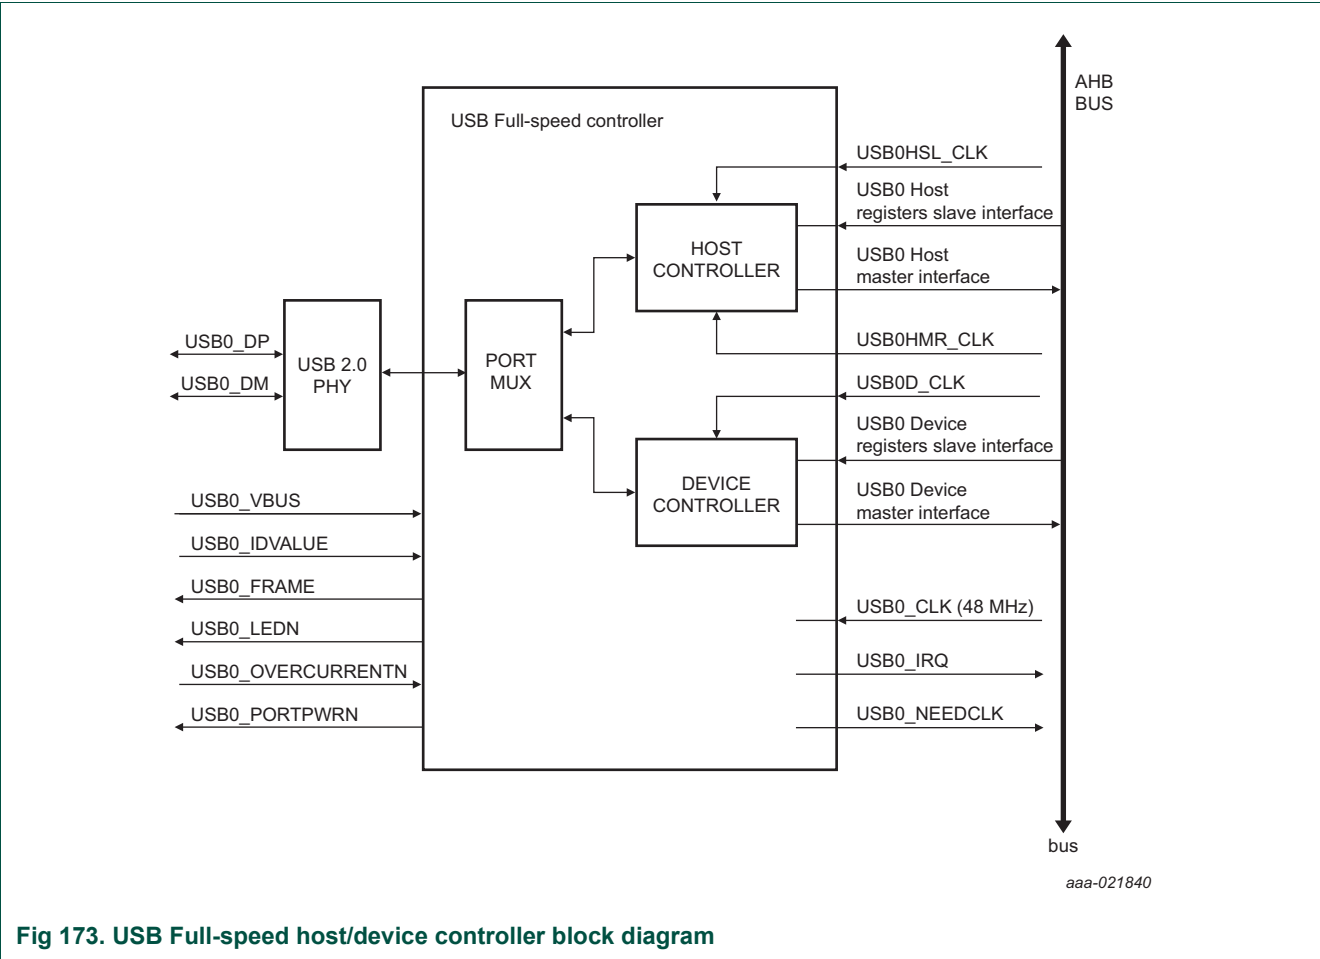 AHB
BUS
USB Full-speed controller
USB0HSL_CLK
USB0 Host
registers slave interface
HOST
CONTROLLER
USB0 Host
master interface
USB0_DP
USB0_DM
USB 2.0
PHY
PORT
MUX
USB0HMR_CLK
USB0D_CLK
USB0 Device
registers slave interface
DEVICE
CONTROLLER
USB0 Device
master interface
USB0_VBUS
USB0_IDVALUE
USB0_FRAME
USB0_LEDN
USB0_OVERCURRENTN
USB0_PORTPWRN
USB0_CLK (48 MHz)
USB0_IRQ
USB0_NEEDCLK
bus
aaa-021840
Fig 173. USB Full-speed host/device controller block diagram